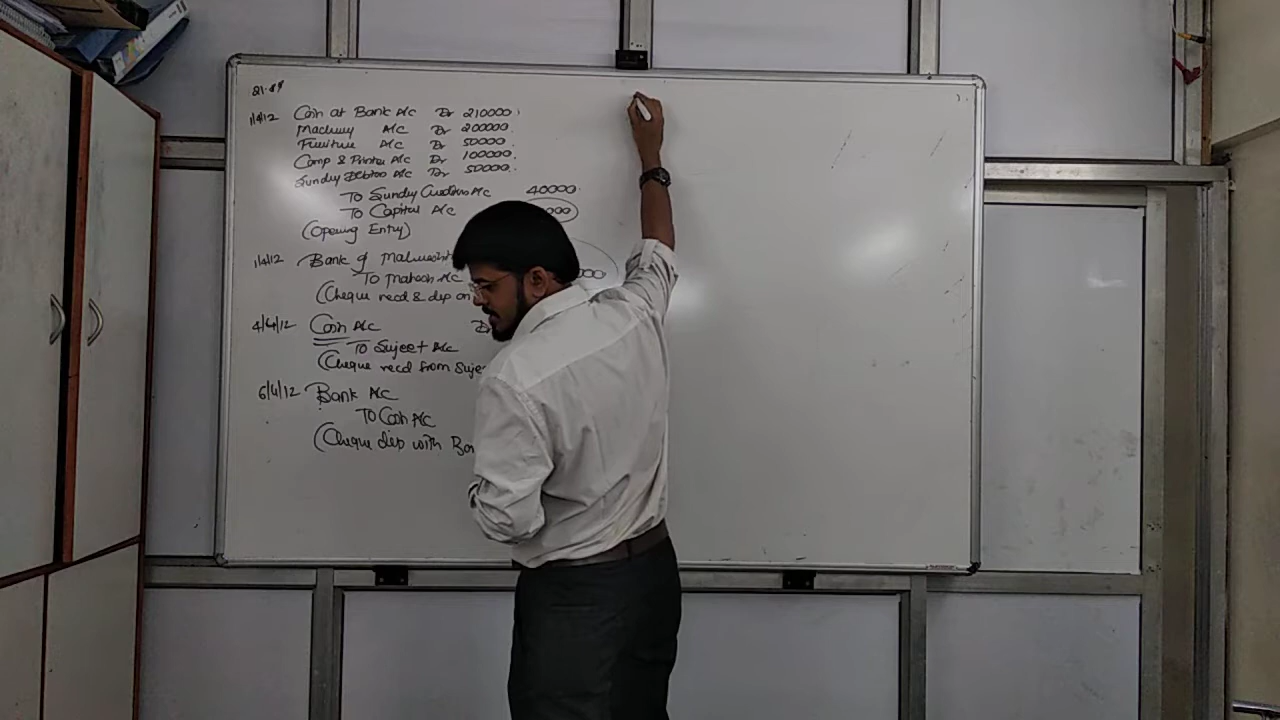 1/4/12 Cash at Bank A/c Dr 210000
Machinery A/c Dr 200000
Furniture A/c Dr 50000
Comp & Printer A/c Dr 100000
Sundry Debtors A/c Dr 50000
To Sundry Creditors A/c 40000
To Capital A/c
(Opening Entry)
1/4/12 Bank of
To Mahesh A/c
(Cheque recd & dep on
4/4/12 Cash A/c
To Sujeet A/c
(Cheque recd from Suje
6/4/12 Bank A/c
To Cash A/c
(Cheque dep with Ban